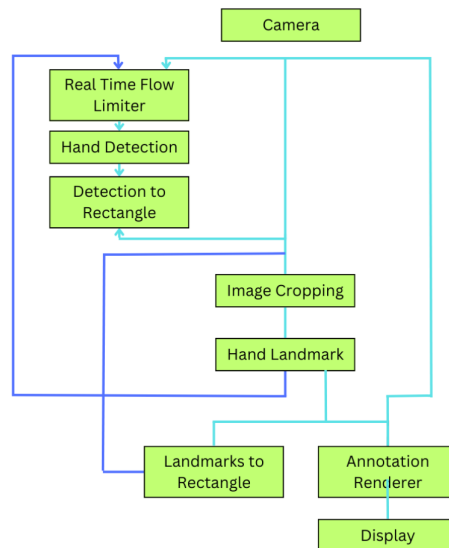 Camera
Real Time Flow
Limiter
Hand Detection
Detection to
Rectangle
Image Cropping
Hand Landmark
Landmarks to
Rectangle
Annotation
Renderer
Display